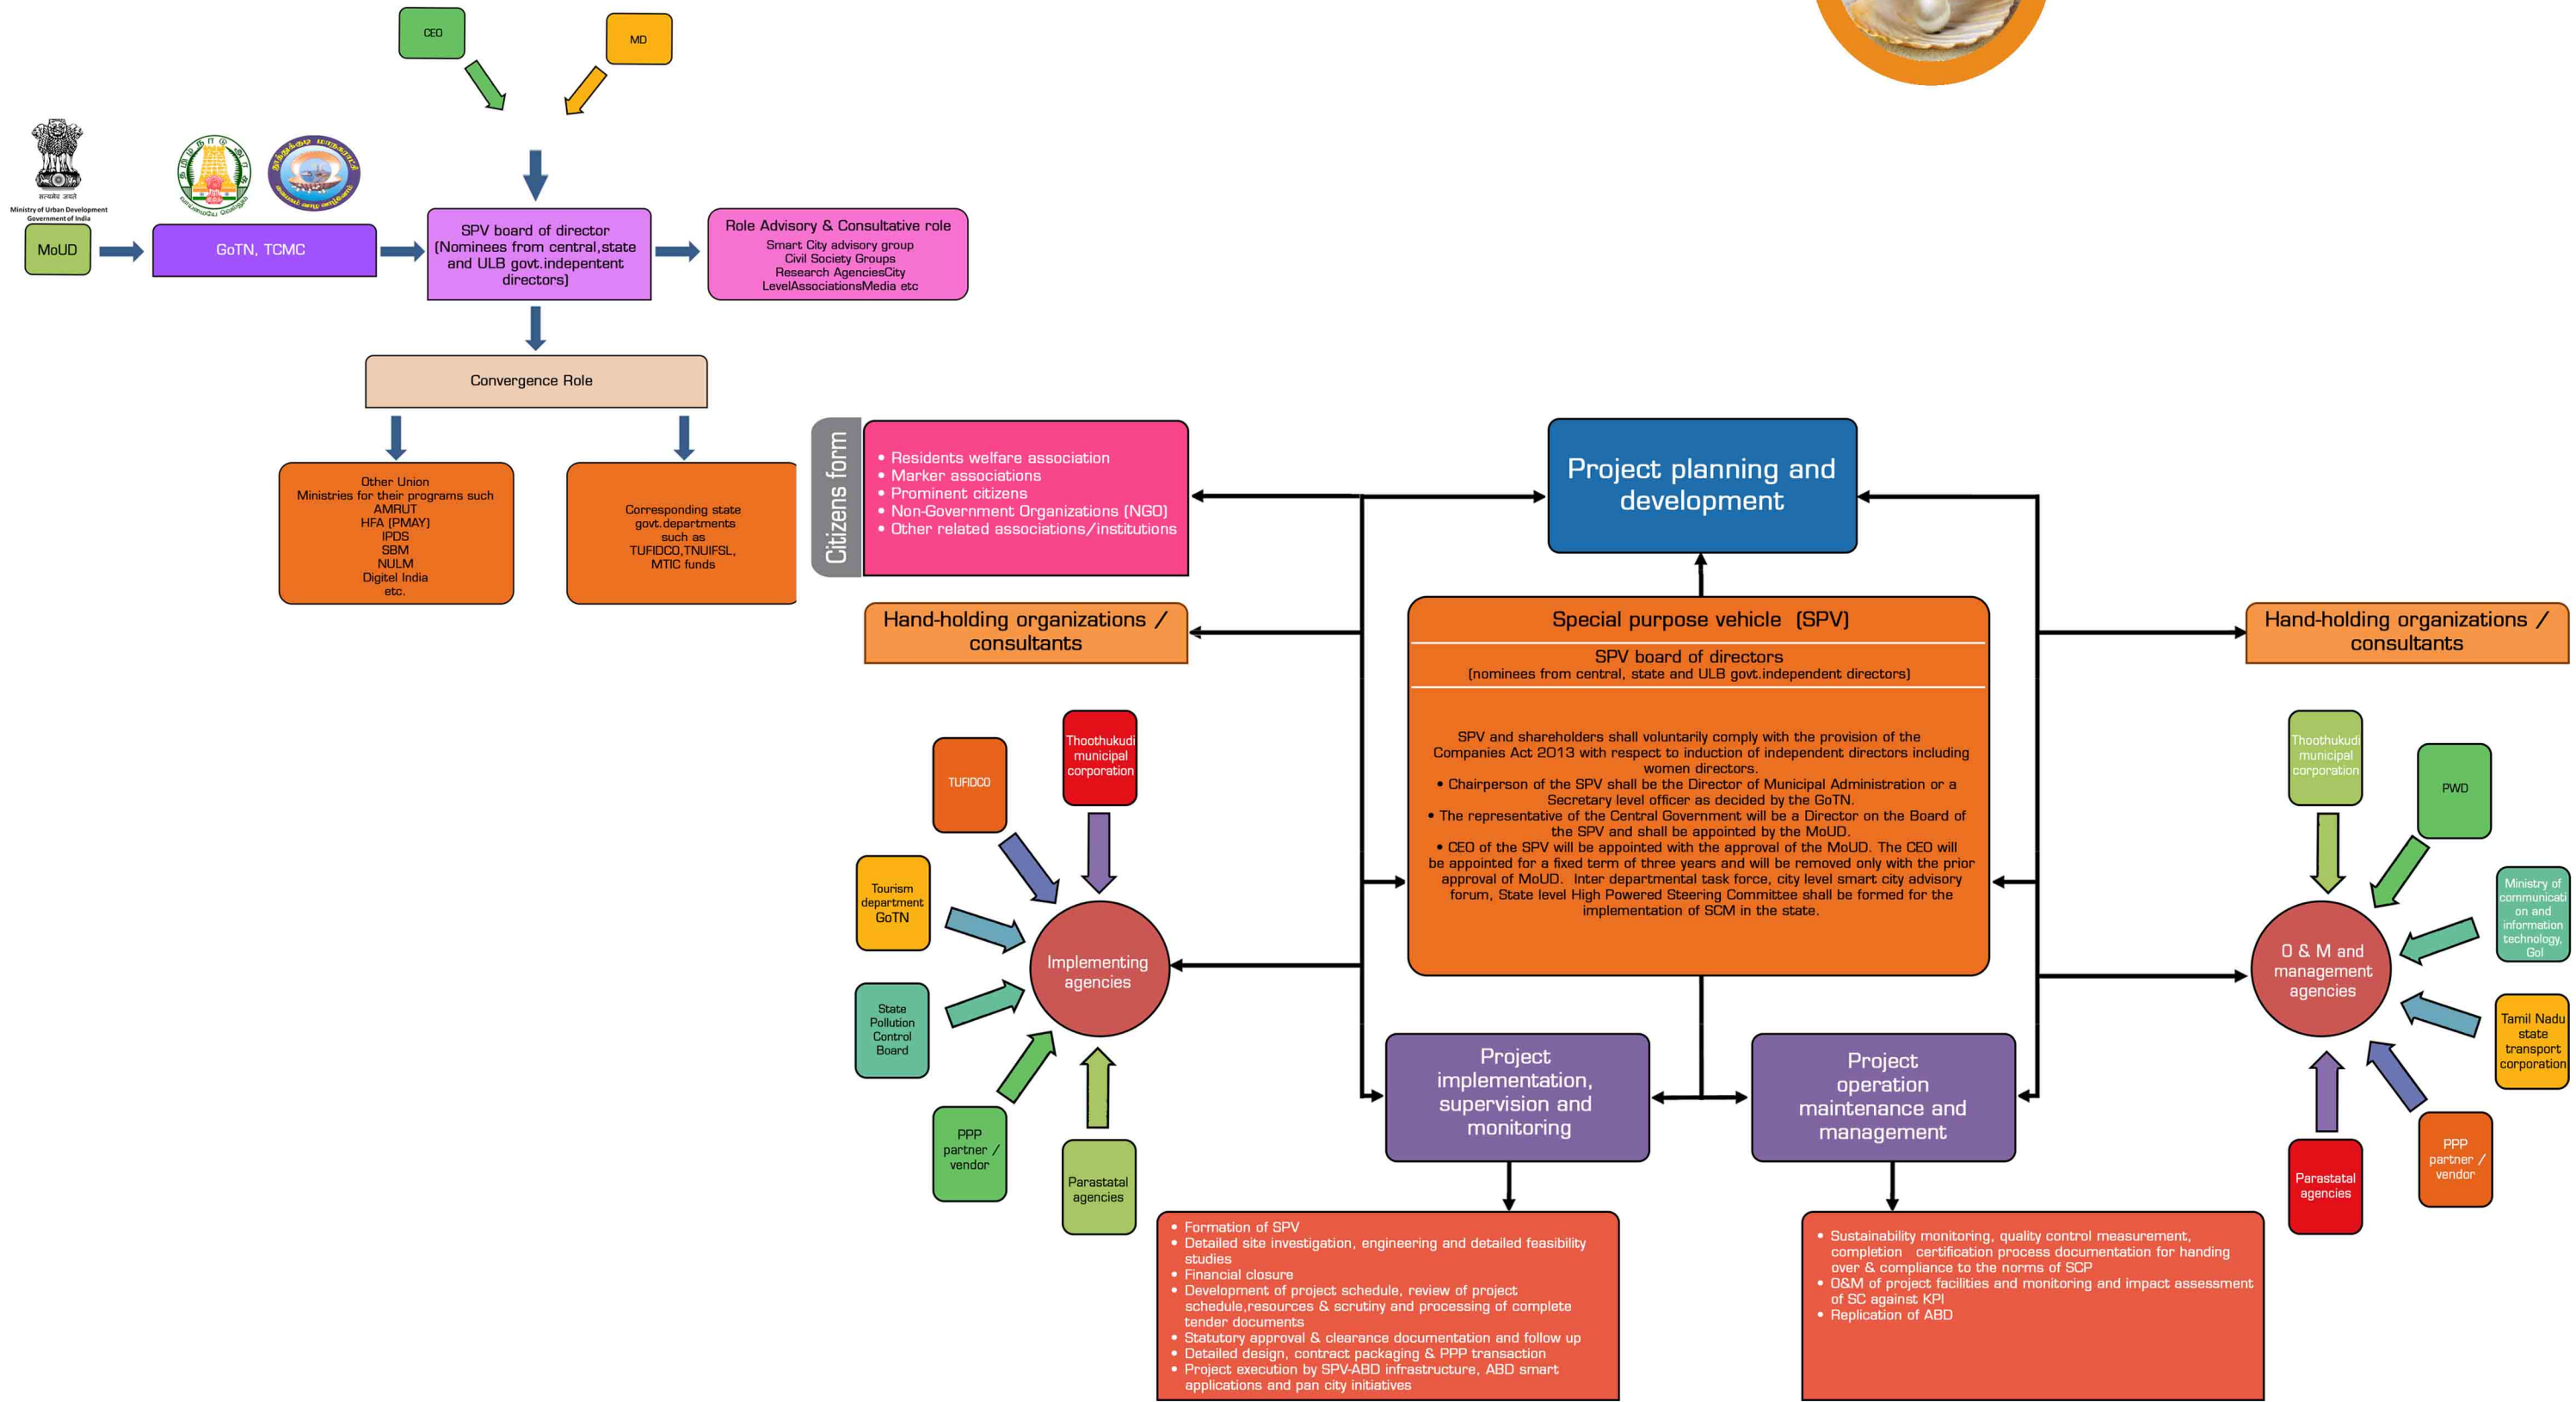 CEO
MD
सत्यमेव जयते
Ministry of Urban Development
Government of India
MoUD
GoTN, TCMC
SPV board of director
(Nominees from central,state
and ULB govt.indepentent
directors)
Role Advisory & Consultative role
Smart City advisory group
Civil Society Groups
Research AgenciesCity
LevelAssociationsMedia etc
Convergence Role
Other Union
Ministries for their programs such
AMRUT
HFA (PMAY)
IPDS
SBM
NULM
Digitel India
etc.
Corresponding state
govt.departments
such as
TUFIDCO,TNUIFSL,
MTIC funds
Citizens form
• Residents welfare association
• Marker associations
• Prominent citizens
• Non-Government Organizations (NGO)
• Other related associations/institutions
Project planning and
development
Hand-holding organizations /
consultants
Special purpose vehicle (SPV)
SPV board of directors
(nominees from central, state and ULB govt.independent directors)
SPV and shareholders shall voluntarily comply with the provision of the
Companies Act 2013 with respect to induction of independent directors including
women directors.
• Chairperson of the SPV shall be the Director of Municipal Administration or a
Secretary level officer as decided by the GoTN.
• The representative of the Central Government will be a Director on the Board of
the SPV and shall be appointed by the MoUD.
• CEO of the SPV will be appointed with the approval of the MoUD. The CEO will
be appointed for a fixed term of three years and will be removed only with the prior
approval of MoUD. Inter departmental task force, city level smart city advisory
forum, State level High Powered Steering Committee shall be formed for the
implementation of SCM in the state.
Hand-holding organizations /
consultants
Thoothukudi
municipal
corporation
TUFIDCO
Tourism
department
GoTN
State
Pollution
Control
Board
PPP
partner /
vendor
Parastatal
agencies
Implementing
agencies
Thoothukudi
municipal
corporation
PWD
Ministry of
communicati
on and
information
technology,
GoI
Tamil Nadu
state
transport
corporation
PPP
partner /
vendor
Parastatal
agencies
O & M and
management
agencies
Project
implementation,
supervision and
monitoring
Project
operation
maintenance and
management
• Formation of SPV
• Detailed site investigation, engineering and detailed feasibility
studies
• Financial closure
• Development of project schedule, review of project
schedule,resources & scrutiny and processing of complete
tender documents
• Statutory approval & clearance documentation and follow up
• Detailed design, contract packaging & PPP transaction
• Project execution by SPV-ABD infrastructure, ABD smart
applications and pan city initiatives
• Sustainability monitoring, quality control measurement,
completion certification process documentation for handing
over & compliance to the norms of SCP
• O&M of project facilities and monitoring and impact assessment
of SC against KPI
• Replication of ABD